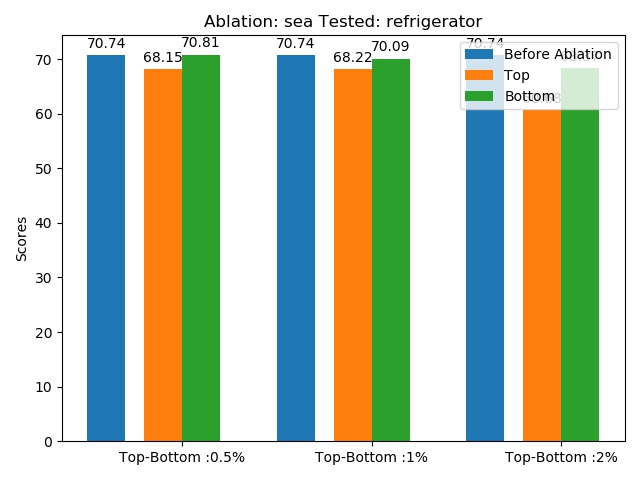 Ablation: sea Tested: refrigerator
70.74
68.15
70.81
70.74
68.22
70.09
70.74
Before Ablation
Top
Bottom
Scores
70
60
50
40
30
20
10
0
Top-Bottom :0.5%
Top-Bottom :1%
Top-Bottom :2%